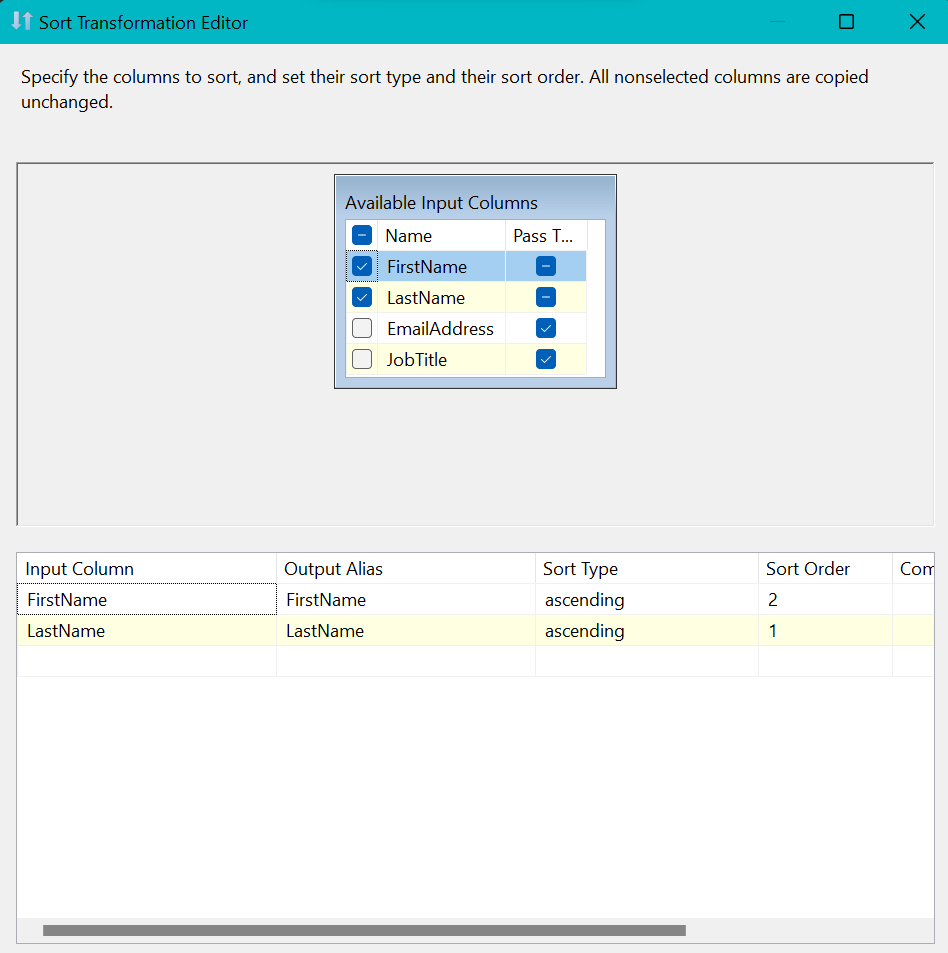 Sort Transformation Editor
Specify the columns to sort, and set their sort type and their sort order. All nonselected columns are copied
unchanged.
Available Input Columns
Name Pass T...
FirstName
LastName
EmailAddress
JobTitle
Input Column Output Alias Sort Type Sort Order Com
FirstName FirstName ascending 2
LastName LastName ascending 1